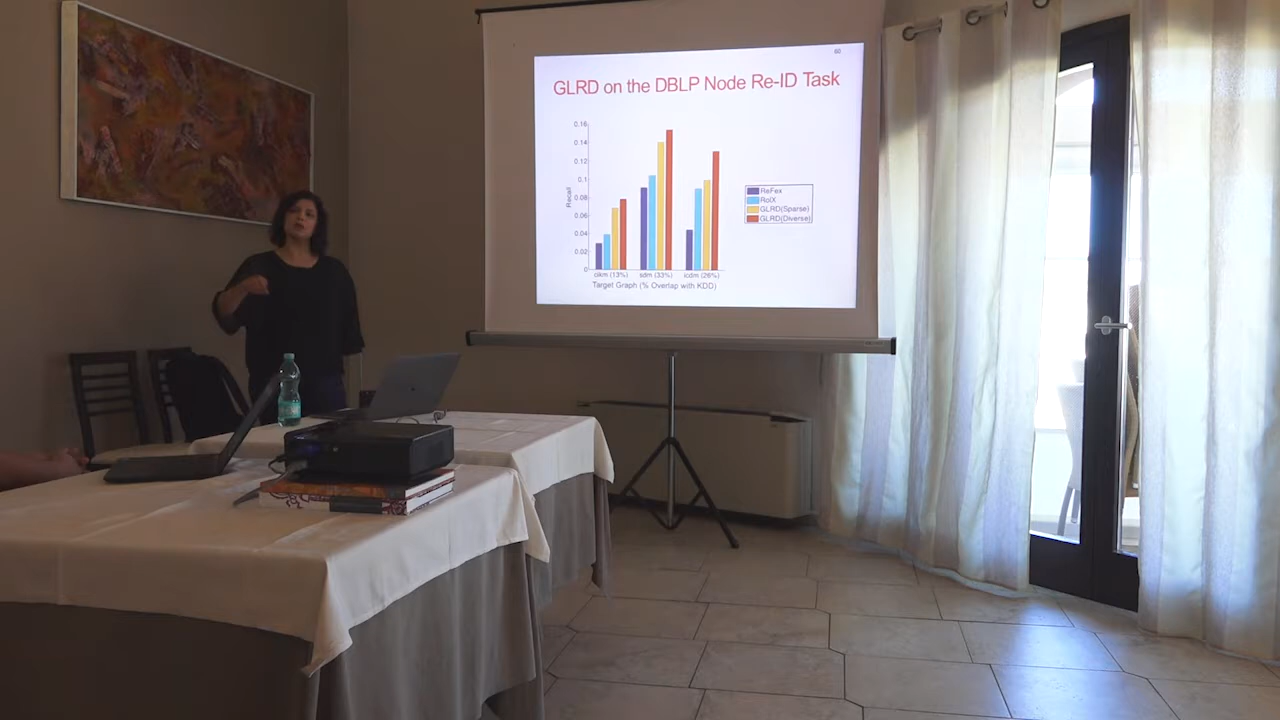 60
GLRD on the DBLP Node Re-ID Task
0.16
0.14
0.12
0.1
0.08
0.06
0.04
0.02
0
Recall
cikm (13%) sdm (33%) icdm (26%)
Target Graph (% Overlap with KDD)
ReFex
RolX
GLRD(Sparse)
GLRD(Diverse)